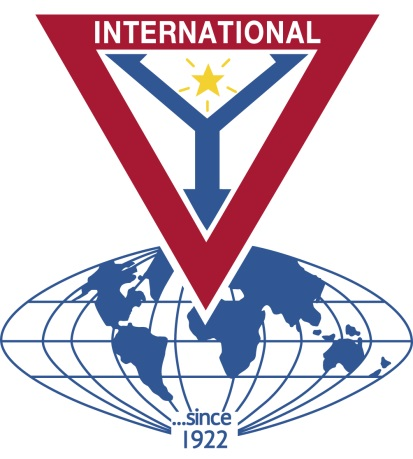 INTERNATIONAL
...since
1922